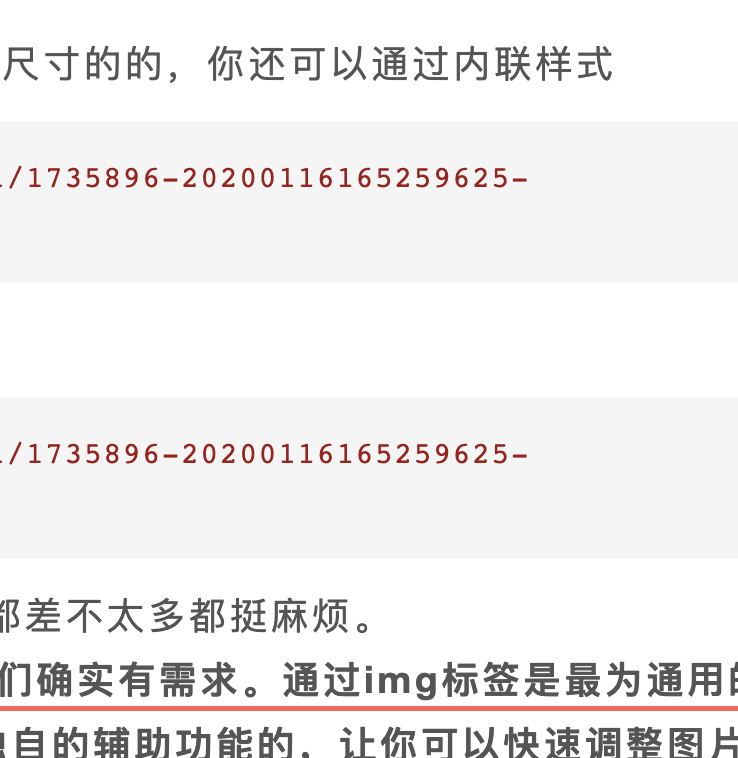 尺寸的的，你还可以通过内联样式
/1735896-20200116165259625-
/1735896-20200116165259625-
都差不太多都挺麻烦。
们确实有需求。通过img标签是最为通用的
自的辅助功能的，让你可以快速调整图片